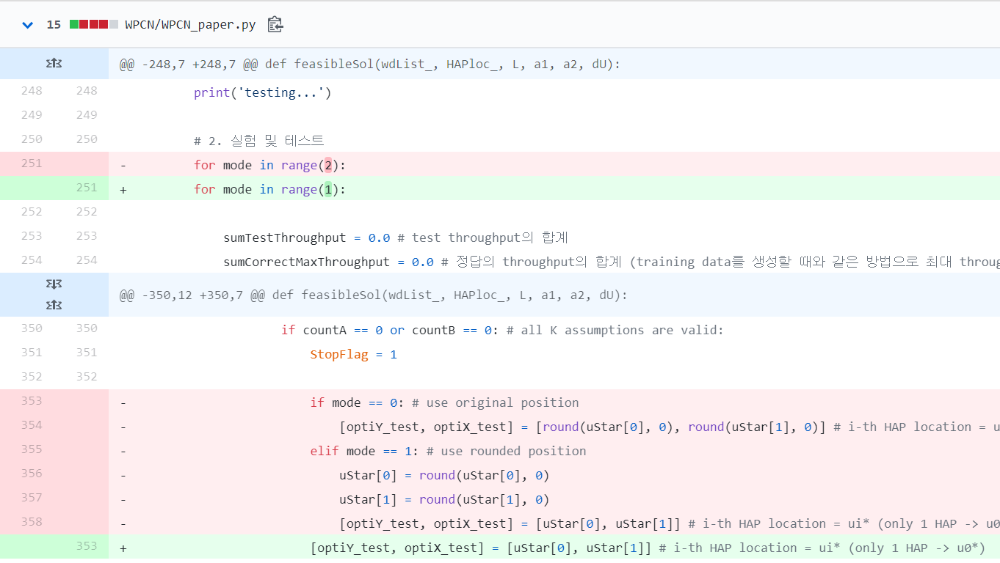 15 WPCN/WPCN_paper.py
@@ -248,7 +248,7 @@ def feasibleSol(wdList_, HAPloc_, L, a1, a2, dU):
248 248 print('testing...')
249 249
250 250 # 2. 실험 및 테스트
251 - for mode in range(2):
251 + for mode in range(1):
252 252
253 253 sumTestThroughput = 0.0 # test throughput의 합계
254 254 sumCorrectMaxThroughput = 0.0 # 정답의 throughput의 합계 (training data를 생성할 때와 같은 방법으로 최대 throug
@@ -350,12 +350,7 @@ def feasibleSol(wdList_, HAPloc_, L, a1, a2, dU):
350 350 if countA == 0 or countB == 0: # all K assumptions are valid:
351 351 StopFlag = 1
352 352
353 - if mode == 0: # use original position
354 - [optiY_test, optiX_test] = [round(uStar[0], 0), round(uStar[1], 0)] # i-th HAP location = u
355 - elif mode == 1: # use rounded position
356 - uStar[0] = round(uStar[0], 0)
357 - uStar[1] = round(uStar[1], 0)
358 - [optiY_test, optiX_test] = [uStar[0], uStar[1]] # i-th HAP location = ui* (only 1 HAP -> u0
353 + [optiY_test, optiX_test] = [uStar[0], uStar[1]] # i-th HAP location = ui* (only 1 HAP -> u0*)